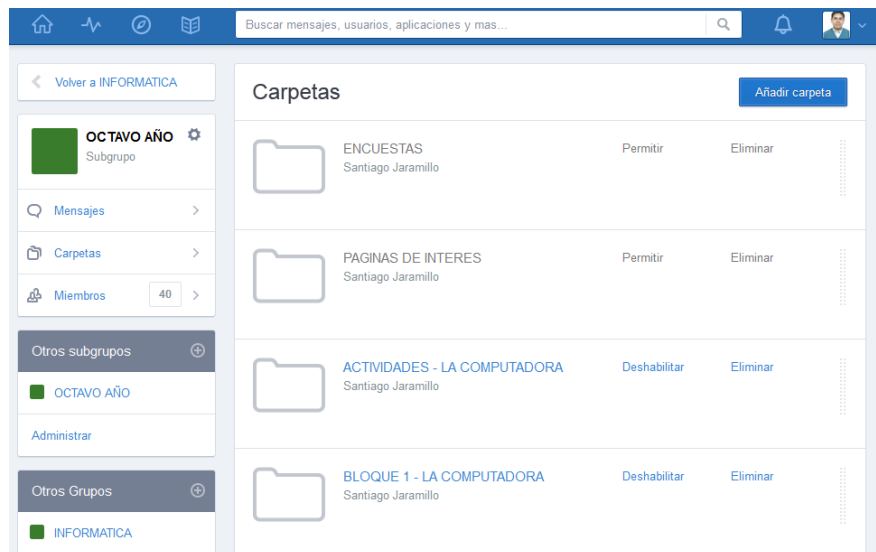 Buscar mensajes, usuarios, aplicaciones y mas...
Volver a INFORMATICA
OCTAVO AÑO
Subgrupo
Mensajes
Carpetas
Miembros 40
Otros subgrupos
OCTAVO AÑO
Administrar
Otros Grupos
INFORMATICA
Carpetas
Añadir carpeta
ENCUESTAS Permitir Eliminar
Santiago Jaramillo
PAGINAS DE INTERES Permitir Eliminar
Santiago Jaramillo
ACTIVIDADES - LA COMPUTADORA Deshabilitar Eliminar
Santiago Jaramillo
BLOQUE 1 - LA COMPUTADORA Deshabilitar Eliminar
Santiago Jaramillo